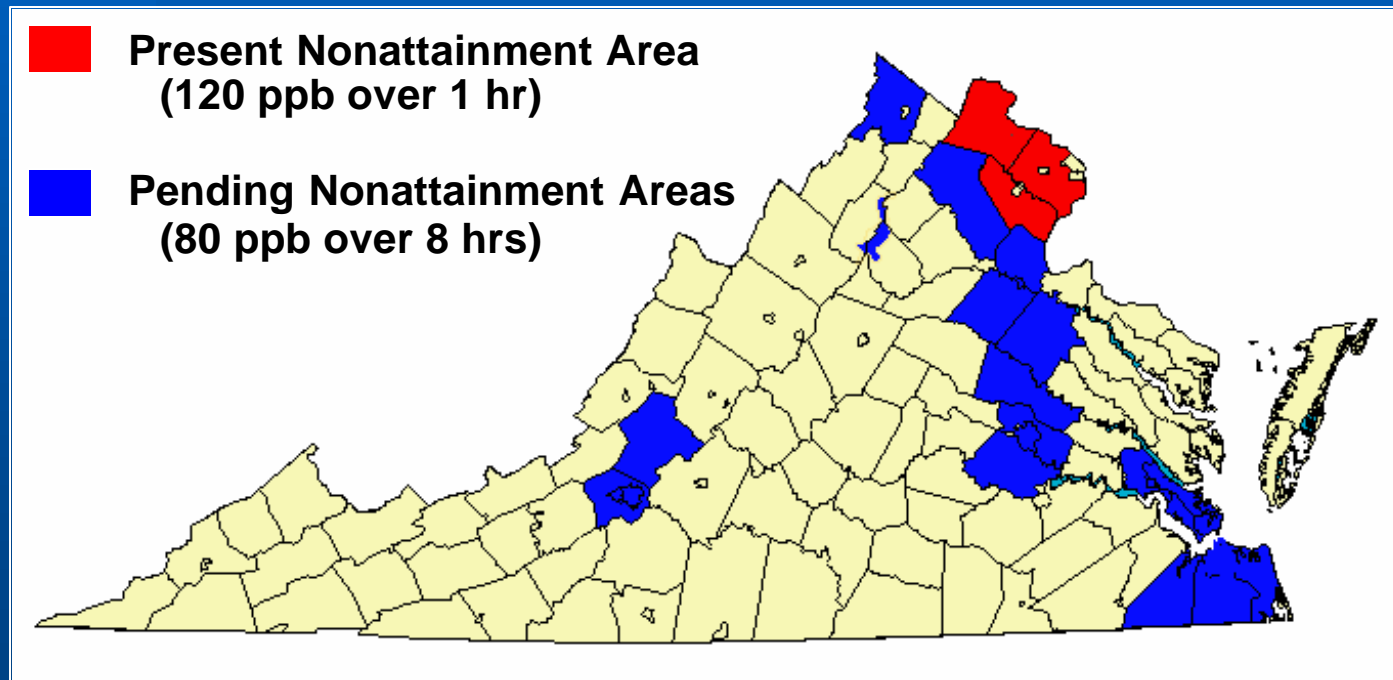 Present Nonattainment Area
(120 ppb over 1 hr)
Pending Nonattainment Areas
(80 ppb over 8 hrs)